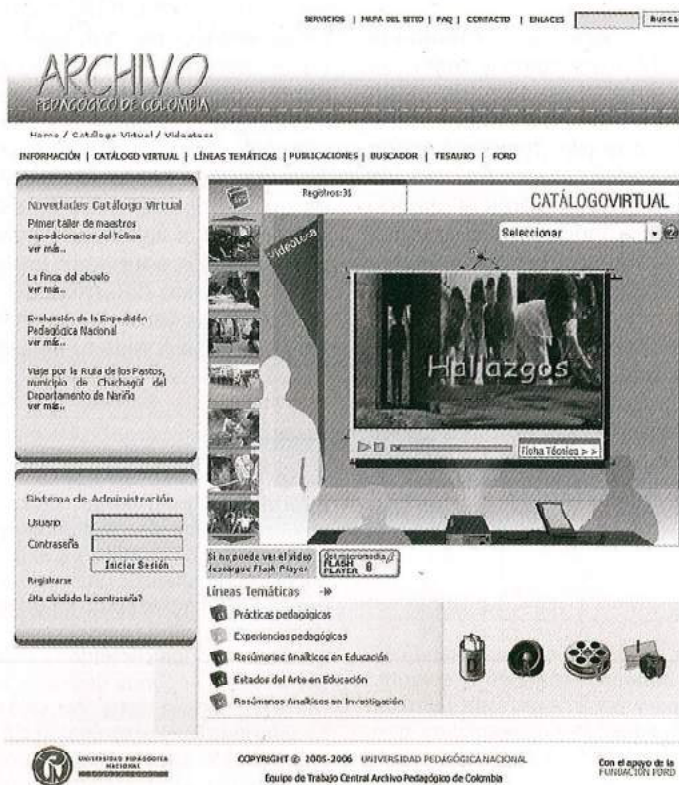 SERVICIOS | MAPA DEL SITIO | FAQ | CONTACTO | ENLACES
ARCHIVO
PEDAGÓGICO DE COLOMBIA
Home / Catálogo Virtual / Videoteca
INFORMACIÓN | CATÁLOGO VIRTUAL | LÍNEAS TEMÁTICAS | PUBLICACIONES | BUSCADOR | TESAURO | FORO
Novedades Catálogo Virtual
Primer taller de maestros
expedicionarios del Tolima
ver más..
La finca del abuelo
ver más..
Evaluación de la Expedición
Pedagógica Nacional
ver más..
Viaje por la Ruta de los Pastos,
municipio de Chachagüí del
Departamento de Nariño
ver más..
Sistema de Administración
Usuario
Contraseña
Iniciar Sesión
Registrarse
¿Ha olvidado la contraseña?
Registros:
CATÁLOGOVIRTUAL
Seleccionar
Videoteca
Hallazgos
Ficha Técnica > >
Si no puede ver el video
descargue Flash Player
Get macromedia
FLASH
PLAYER 8
Líneas Temáticas
Prácticas pedagógicas
Experiencias pedagógicas
Resúmenes Analíticos en Educación
Estados del Arte en Educación
Resúmenes Analíticos en Investigación
UNIVERSIDAD PEDAGOGICA
NACIONAL
COPYRIGHT © 2005-2006 UNIVERSIDAD PEDAGÓGICA NACIONAL
Equipo de Trabajo Central Archivo Pedagógico de Colombia
Con el apoyo de la
FUNDACIÓN FORD